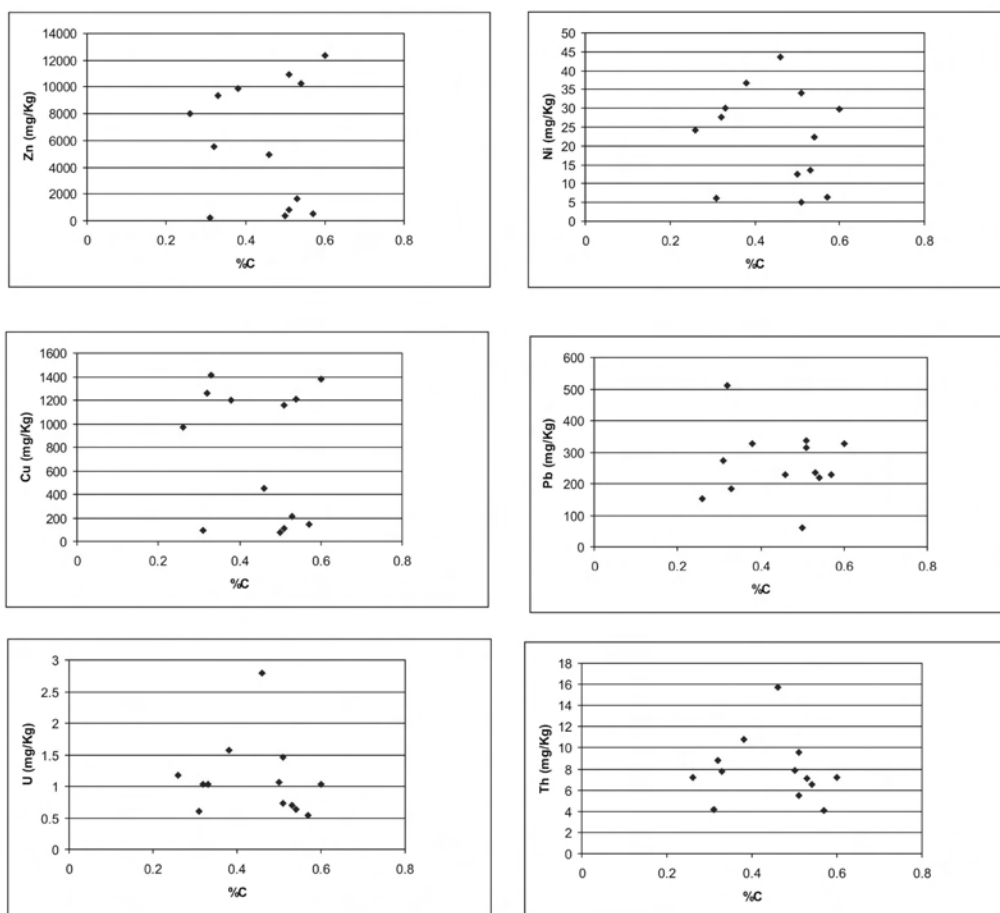 Zn (mg/Kg)
14000
12000
10000
8000
6000
4000
2000
0
0 0.2 0.4 0.6 0.8
%C
Ni (mg/Kg)
50
45
40
35
30
25
20
15
10
5
0
0 0.2 0.4 0.6 0.8
%C
Cu (mg/Kg)
1600
1400
1200
1000
800
600
400
200
0
0 0.2 0.4 0.6 0.8
%C
Pb (mg/Kg)
600
500
400
300
200
100
0
0 0.2 0.4 0.6 0.8
%C
U (mg/Kg)
3
2.5
2
1.5
1
0.5
0
0 0.2 0.4 0.6 0.8
%C
Th (mg/Kg)
18
16
14
12
10
8
6
4
2
0
0 0.2 0.4 0.6 0.8
%C